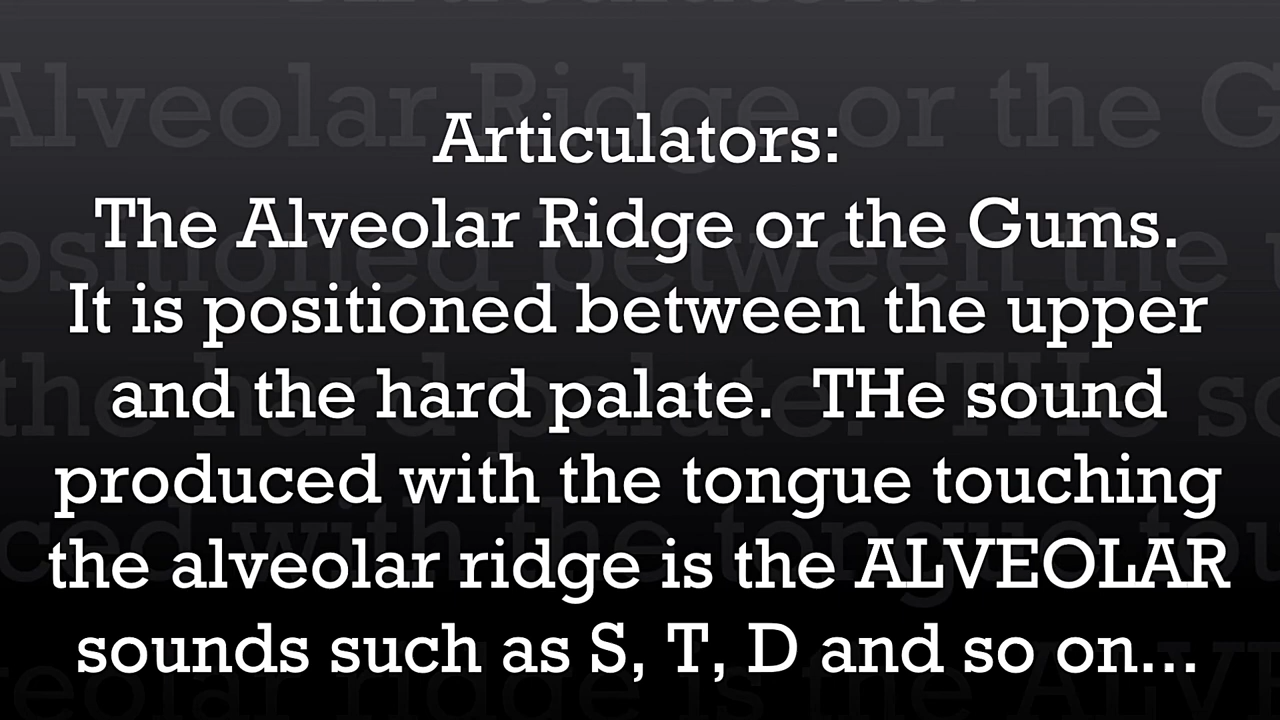 Articulators:
The Alveolar Ridge or the Gums.
It is positioned between the upper
and the hard palate. THe sound
produced with the tongue touching
the alveolar ridge is the ALVEOLAR
sounds such as S, T, D and so on...